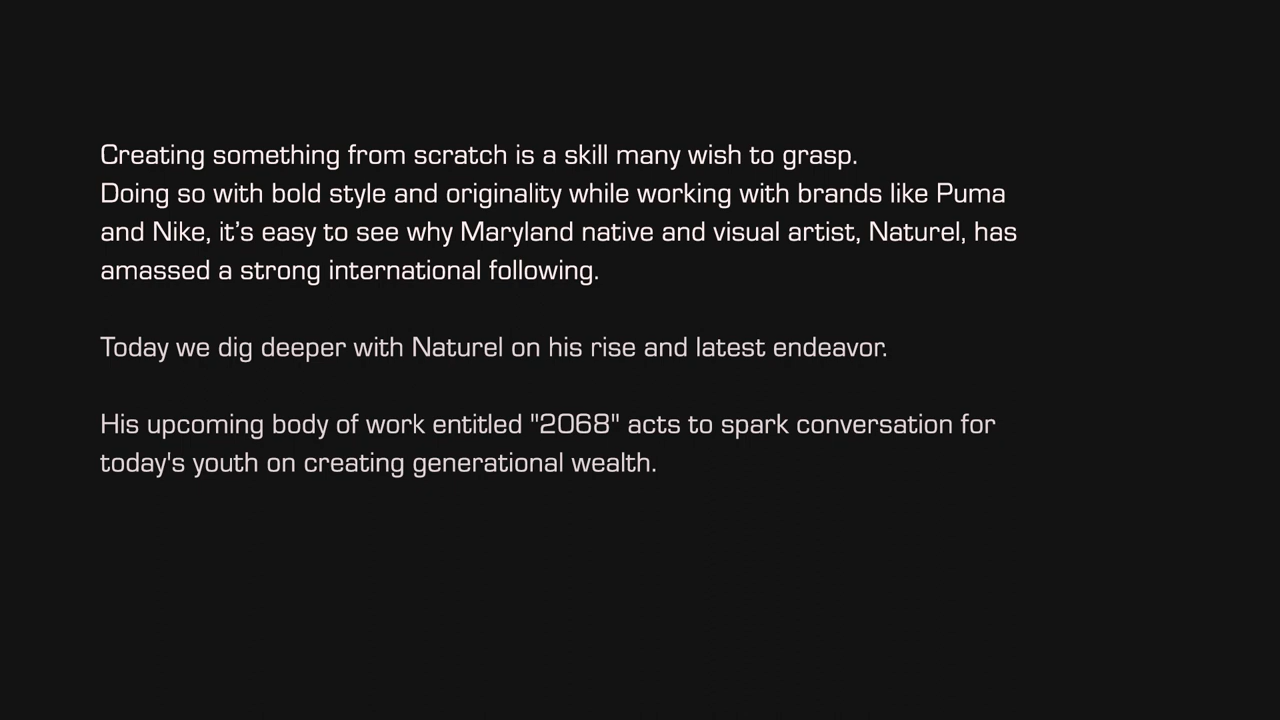 Creating something from scratch is a skill many wish to grasp.
Doing so with bold style and originality while working with brands like Puma
and Nike, it’s easy to see why Maryland native and visual artist, Naturel, has
amassed a strong international following.
Today we dig deeper with Naturel on his rise and latest endeavor.
His upcoming body of work entitled "2068" acts to spark conversation for
today's youth on creating generational wealth.